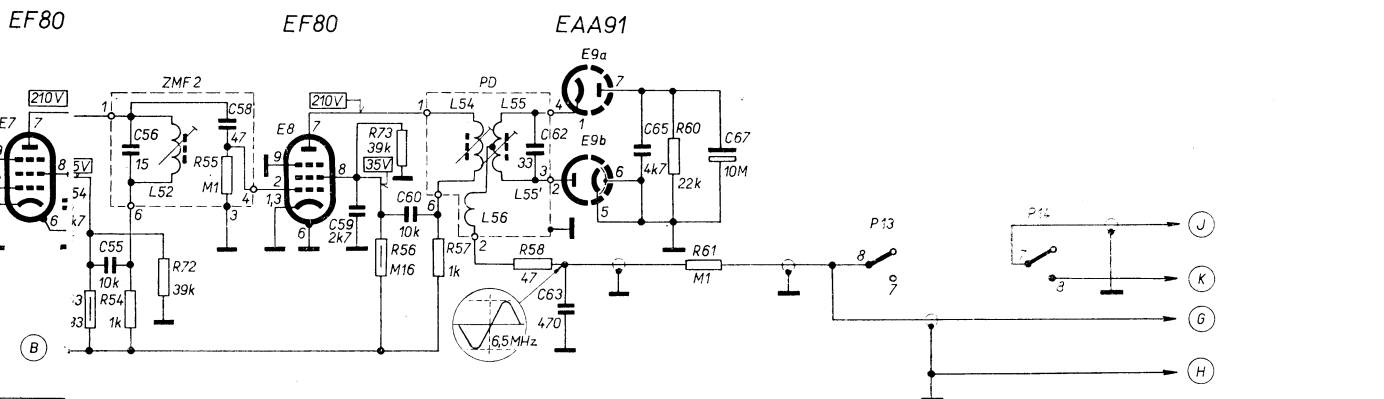 EF80
EF80
EAA91
E9a
ZMF2
PD
210V
210V
7
1
1
L54
L55
4
7
C58
E7
7
E8
7
R73
39k
C56
47
1
C62
C65
R60
C67
15
R55
9
35V
33
E9b
4k7
22k
10M
8
5V
M1
2
8
3
2
6
L52
4
1,3
C60
6
L55'
5
6
3
6
C59
2k7
10k
L56
P13
P14
J
C55
R72
R56
R57
2
R58
R61
8
7
K
10k
39k
M16
1k
47
M1
7
8
R54
C63
33
1k
470
G
B
6,5MHz
H